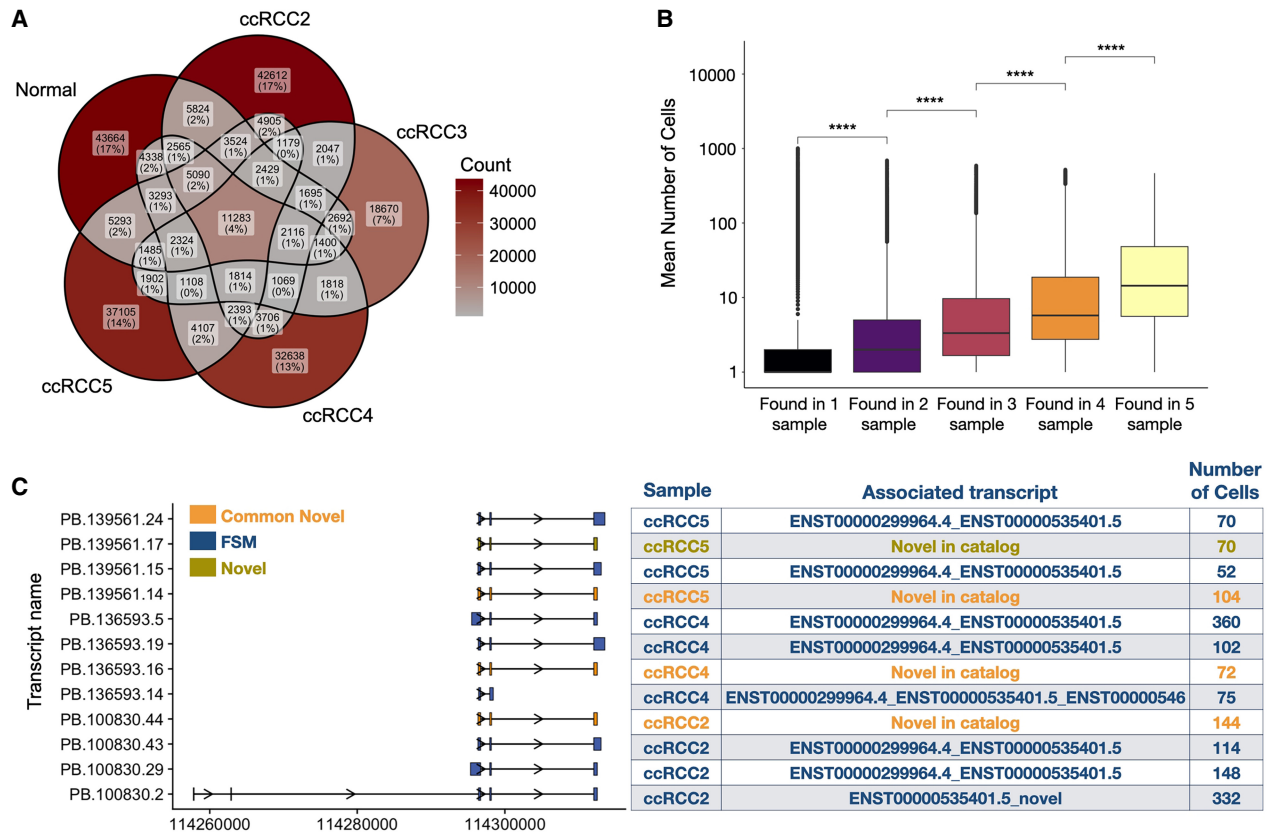 A
ccRCC2
Normal
ccRCC3
ccRCC5
ccRCC4
42612
(17%)
5824
(2%)
4905
(2%)
43664
(17%)
2565
(1%)
3524
(1%)
1179
(0%)
2047
(1%)
4338
(2%)
5090
(2%)
2429
(1%)
3293
(1%)
1695
(1%)
18670
(7%)
5293
(2%)
11283
(4%)
2692
(1%)
2116
(1%)
1400
(1%)
1485
(1%)
2324
(1%)
1902
(1%)
1108
(0%)
1814
(1%)
1069
(0%)
1818
(1%)
37105
(14%)
4107
(2%)
2393
(1%)
3706
(1%)
32638
(13%)
Count
40000
30000
20000
10000
B
Mean Number of Cells
10000
1000
100
10
1
****
****
****
****
Found in 1 sample
Found in 2 sample
Found in 3 sample
Found in 4 sample
Found in 5 sample
C
Transcript name
Common Novel
FSM
Novel
PB.139561.24
PB.139561.17
PB.139561.15
PB.139561.14
PB.136593.5
PB.136593.19
PB.136593.16
PB.136593.14
PB.100830.44
PB.100830.43
PB.100830.29
PB.100830.2
114260000 114280000 114300000
Sample Associated transcript Number of Cells
ccRCC5 ENST00000299964.4_ENST00000535401.5 70
ccRCC5 Novel in catalog 70
ccRCC5 ENST00000299964.4_ENST00000535401.5 52
ccRCC5 Novel in catalog 104
ccRCC4 ENST00000299964.4_ENST00000535401.5 360
ccRCC4 ENST00000299964.4_ENST00000535401.5 102
ccRCC4 Novel in catalog 72
ccRCC4 ENST00000299964.4_ENST00000535401.5_ENST00000546 75
ccRCC2 Novel in catalog 144
ccRCC2 ENST00000299964.4_ENST00000535401.5 114
ccRCC2 ENST00000299964.4_ENST00000535401.5 148
ccRCC2 ENST00000535401.5_novel 332